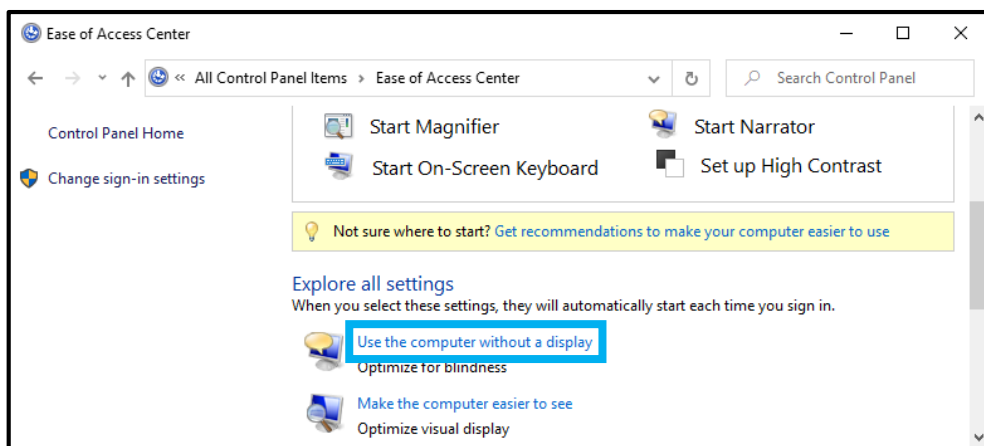 Ease of Access Center
« All Control Panel Items > Ease of Access Center
Search Control Panel
Control Panel Home
Change sign-in settings
Start Magnifier
Start Narrator
Start On-Screen Keyboard
Set up High Contrast
Not sure where to start? Get recommendations to make your computer easier to use
Explore all settings
When you select these settings, they will automatically start each time you sign in.
Use the computer without a display
Optimize for blindness
Make the computer easier to see
Optimize visual display